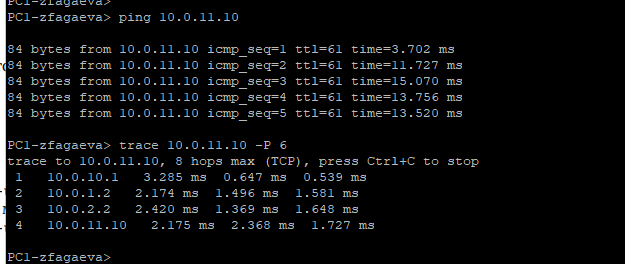 PC1-zfagaeva>
PC1-zfagaeva> ping 10.0.11.10
84 bytes from 10.0.11.10 icmp_seq=1 ttl=61 time=3.702 ms
84 bytes from 10.0.11.10 icmp_seq=2 ttl=61 time=11.727 ms
84 bytes from 10.0.11.10 icmp_seq=3 ttl=61 time=15.070 ms
84 bytes from 10.0.11.10 icmp_seq=4 ttl=61 time=13.756 ms
84 bytes from 10.0.11.10 icmp_seq=5 ttl=61 time=13.520 ms
PC1-zfagaeva> trace 10.0.11.10 -P 6
trace to 10.0.11.10, 8 hops max (TCP), press Ctrl+C to stop
1 10.0.10.1 3.285 ms 0.647 ms 0.539 ms
2 10.0.1.2 2.174 ms 1.496 ms 1.581 ms
3 10.0.2.2 2.420 ms 1.369 ms 1.648 ms
4 10.0.11.10 2.175 ms 2.368 ms 1.727 ms
PC1-zfagaeva>